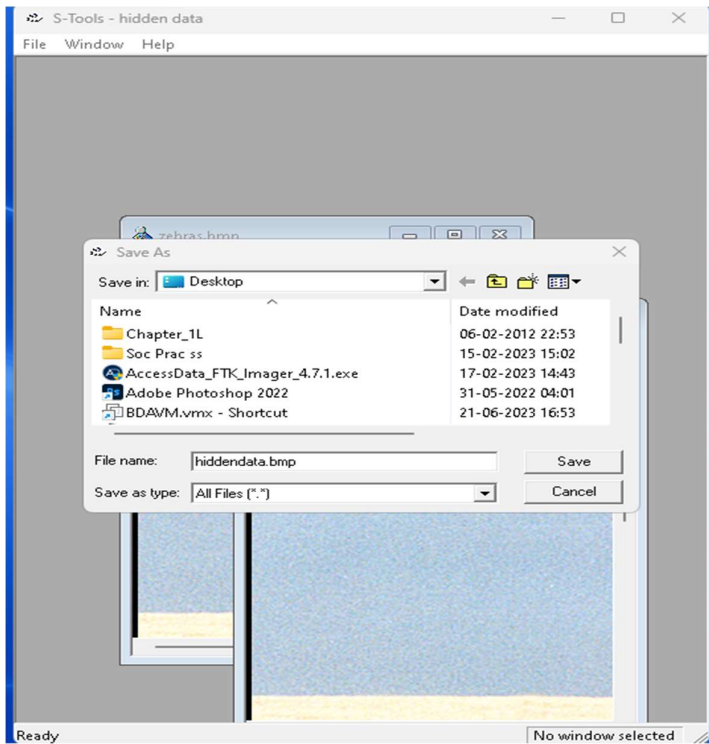 S-Tools - hidden data
File Window Help
zebras.bmp
Save As
Save in: Desktop
Name Date modified
Chapter_1L 06-02-2012 22:53
Soc Prac ss 15-02-2023 15:02
AccessData_FTK_Imager_4.7.1.exe 17-02-2023 14:43
Adobe Photoshop 2022 31-05-2022 04:01
BDAVM.vmx - Shortcut 21-06-2023 16:53
File name: hiddendata.bmp Save
Save as type: All Files (*.*) Cancel
Ready No window selected